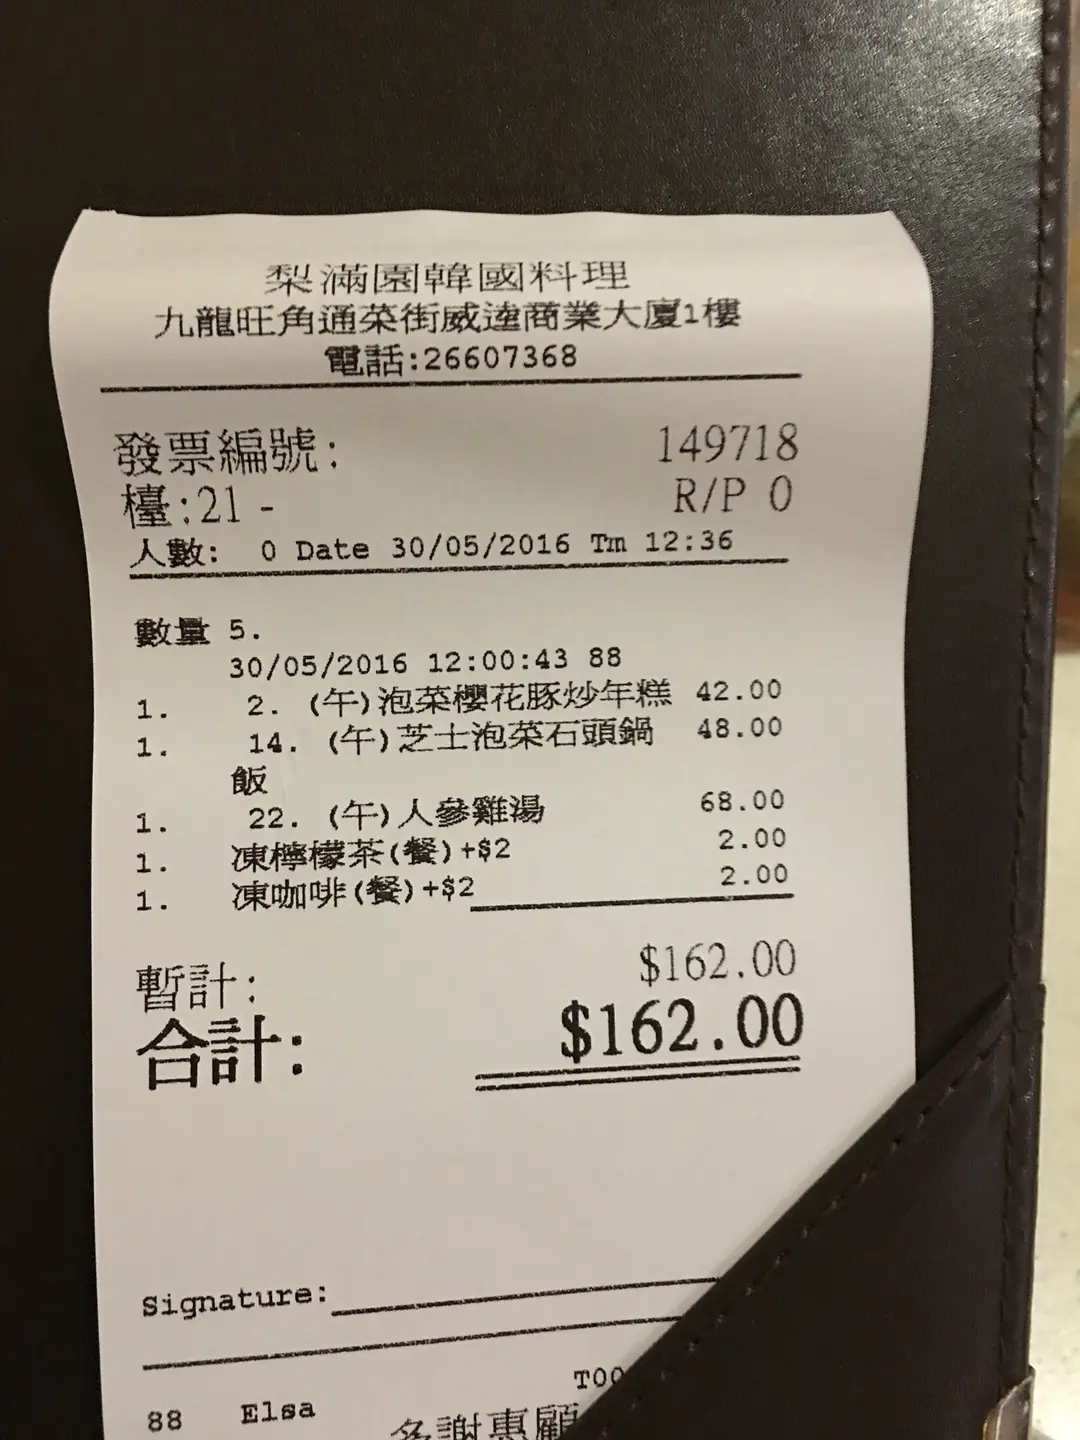 梨滿園韓國料理
九龍旺角通菜街威達商業大廈1樓
電話:26607368
發票編號: 149718
檯:21 - R/P 0
人數: 0 Date 30/05/2016 Tm 12:36
數量 5.
30/05/2016 12:00:43 88
1. 2. (午)泡菜櫻花豚炒年糕 42.00
1. 14. (午)芝士泡菜石頭鍋 48.00
飯
1. 22. (午)人參雞湯 68.00
1. 凍檸檬茶(餐)+$2 2.00
1. 凍咖啡(餐)+$2 2.00
暫計: $162.00
合計: $162.00
Signature:
T00
88 Elsa
多謝惠顧